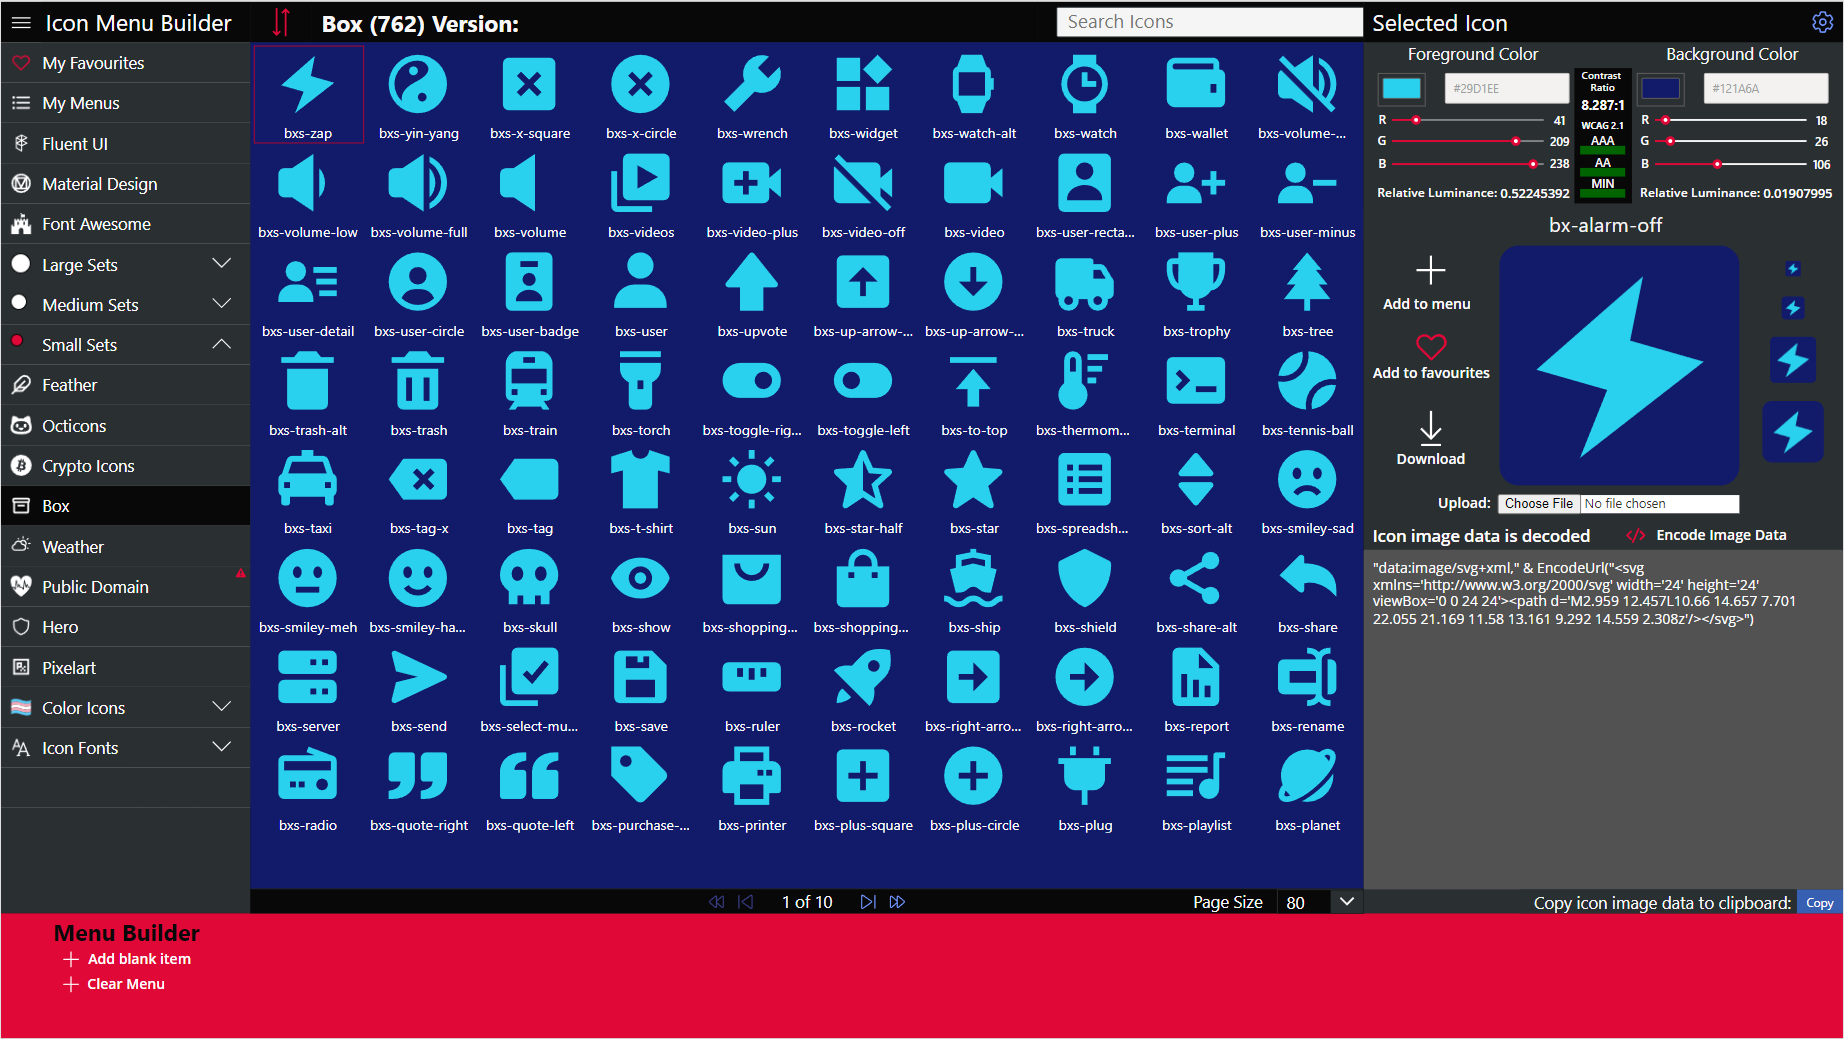 Icon Menu Builder
Box (762) Version:
Search Icons
Selected Icon
My Favourites
My Menus
Fluent UI
Material Design
Font Awesome
Large Sets
Medium Sets
Small Sets
Feather
Octicons
Crypto Icons
Box
Weather
Public Domain
Hero
Pixelart
Color Icons
Icon Fonts
bxs-zap bxs-yin-yang bxs-x-square bxs-x-circle bxs-wrench bxs-widget bxs-watch-alt bxs-watch bxs-wallet bxs-volume-...
bxs-volume-low bxs-volume-full bxs-volume bxs-videos bxs-video-plus bxs-video-off bxs-video bxs-user-recta... bxs-user-plus bxs-user-minus
bxs-user-detail bxs-user-circle bxs-user-badge bxs-user bxs-upvote bxs-up-arrow-... bxs-up-arrow-... bxs-truck bxs-trophy bxs-tree
bxs-trash-alt bxs-trash bxs-train bxs-torch bxs-toggle-rig... bxs-toggle-left bxs-to-top bxs-thermom... bxs-terminal bxs-tennis-ball
bxs-taxi bxs-tag-x bxs-tag bxs-t-shirt bxs-sun bxs-star-half bxs-star bxs-spreadsh... bxs-sort-alt bxs-smiley-sad
bxs-smiley-meh bxs-smiley-ha... bxs-skull bxs-show bxs-shopping... bxs-shopping... bxs-ship bxs-shield bxs-share-alt bxs-share
bxs-server bxs-send bxs-select-mu... bxs-save bxs-ruler bxs-rocket bxs-right-arro... bxs-right-arro... bxs-report bxs-rename
bxs-radio bxs-quote-right bxs-quote-left bxs-purchase-... bxs-printer bxs-plus-square bxs-plus-circle bxs-plug bxs-playlist bxs-planet
1 of 10
Page Size 80
Foreground Color
#29D1EE
R 41
G 209
B 238
Relative Luminance: 0.52245392
Contrast
Ratio
8.287:1
WCAG 2.1
AAA
AA
MIN
Background Color
#121A6A
R 18
G 26
B 106
Relative Luminance: 0.01907995
bx-alarm-off
Add to menu
Add to favourites
Download
Upload: Choose File No file chosen
Icon image data is decoded
Encode Image Data
"data:image/svg+xml," & EncodeUrl("<svg
xmlns='http://www.w3.org/2000/svg' width='24' height='24'
viewBox='0 0 24 24'><path d='M2.959 12.457L10.66 14.657 7.701
22.055 21.169 11.58 13.161 9.292 14.559 2.308z'/></svg>")
Copy icon image data to clipboard: Copy
Menu Builder
Add blank item
Clear Menu